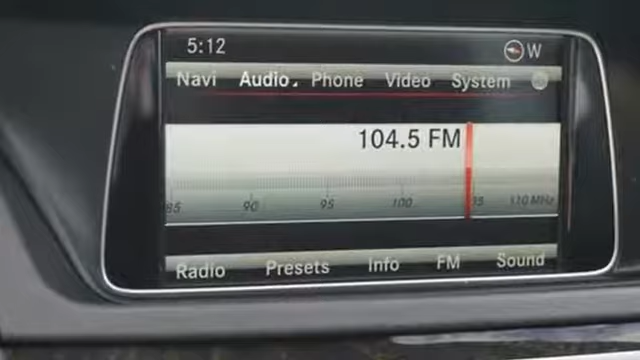 5:12 W
Navi Audio Phone Video System
104.5 FM
85 90 95 100 110 MHz
Radio Presets Info FM Sound